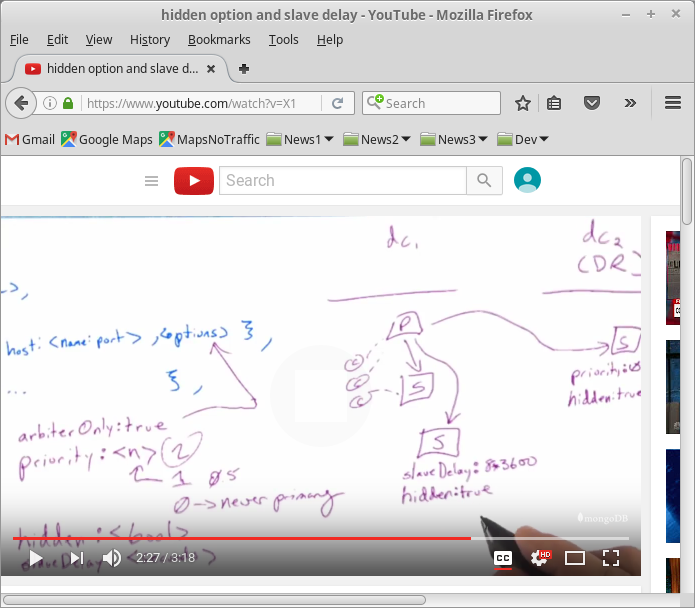 hidden option and slave delay - YouTube - Mozilla Firefox
File Edit View History Bookmarks Tools Help
hidden option and slave d...
https://www.youtube.com/watch?v=X1
Search
Gmail Google Maps MapsNoTraffic News1 News2 News3 Dev
Search
dc1
dc2
(DR)
host: <name:port>, <options> } ,
...
} ,
P
S
S
S
c
c
c
priority:
hidden:true
arbiterOnly:true
priority: <n> 2
1 0.5
0 -> never primary
slaveDelay: 8*3600
hidden:true
hidden: <bool>
slaveDelay:
mongoDB
2:27 / 3:18
CC
HD